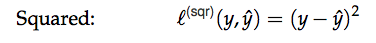 Squared: ℓ^(sqr)(y, ŷ) = (y − ŷ)²